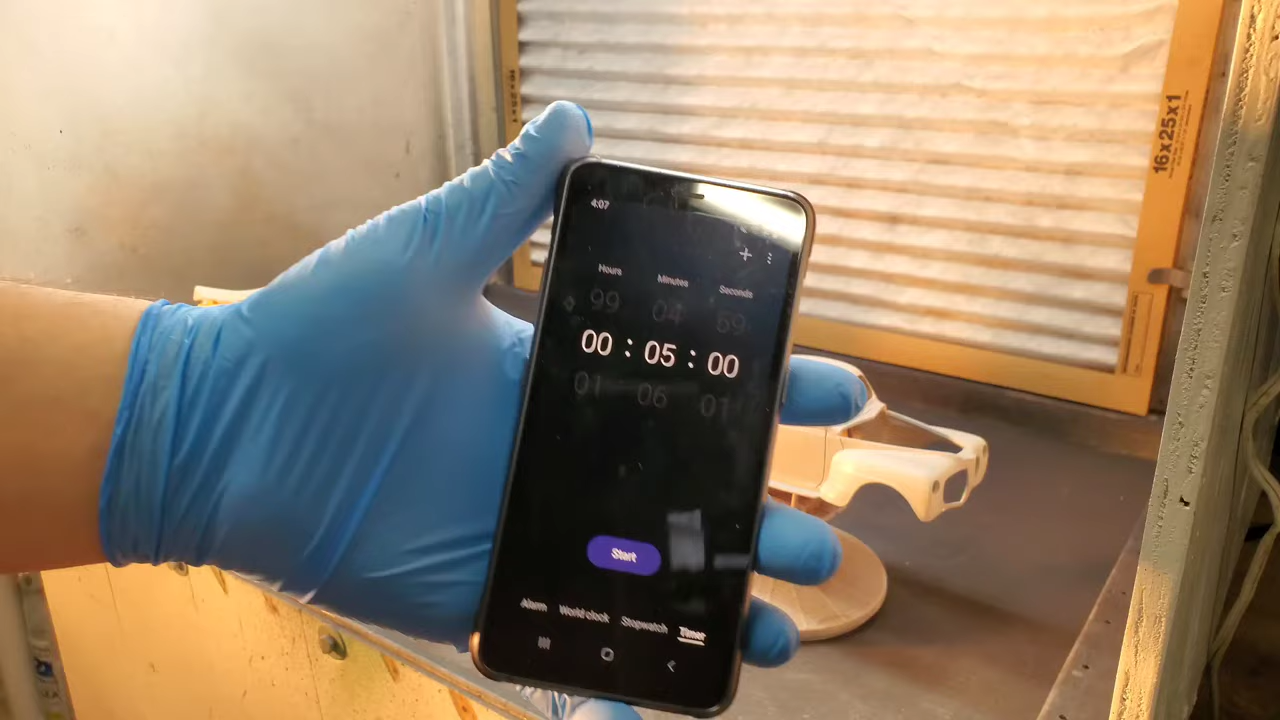 4:07
Hours Minutes Seconds
99 04 59
00 : 05 : 00
01 06 01
Start
Alarm World clock Stopwatch Timer
16x25x1